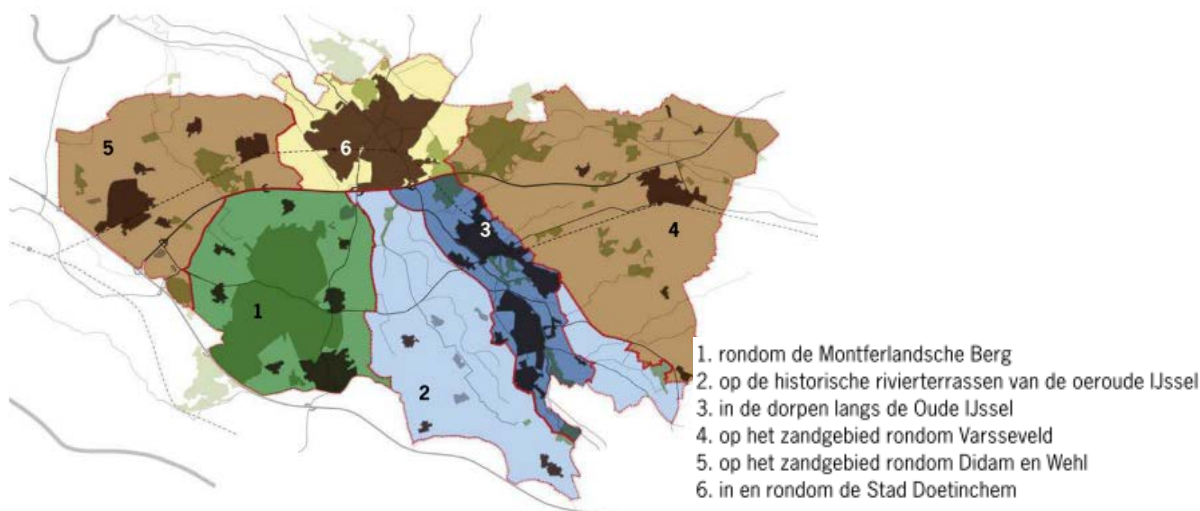 5
6
3
4
1
2
1. rondom de Montferlandsche Berg
2. op de historische rivierterrassen van de oeroude IJssel
3. in de dorpen langs de Oude IJssel
4. op het zandgebied rondom Varsseveld
5. op het zandgebied rondom Didam en Wehl
6. in en rondom de Stad Doetinchem